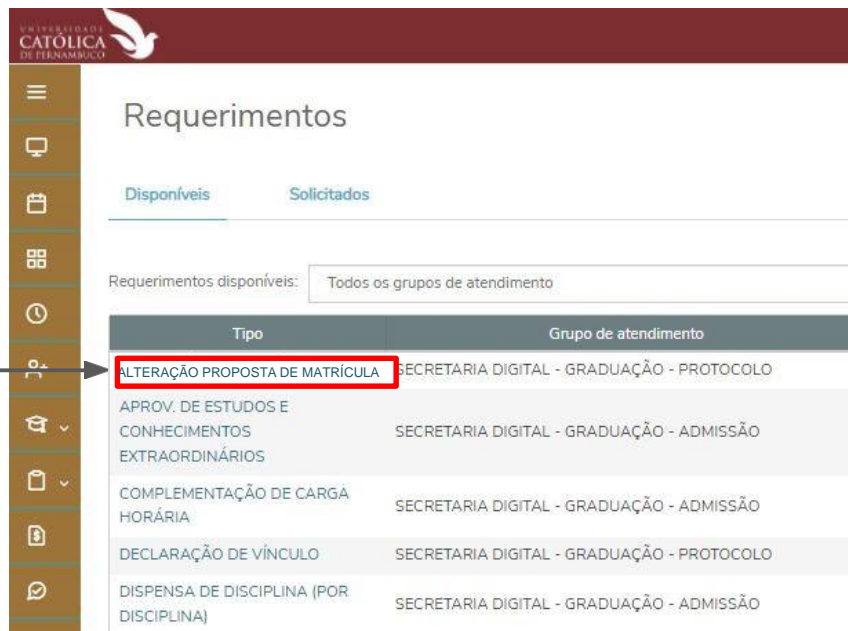 UNIVERSIDADE
CATÓLICA
DE PERNAMBUCO
Requerimentos
Disponíveis Solicitados
Requerimentos disponíveis: Todos os grupos de atendimento
Tipo Grupo de atendimento
ALTERAÇÃO PROPOSTA DE MATRÍCULA SECRETARIA DIGITAL - GRADUAÇÃO - PROTOCOLO
APROV. DE ESTUDOS E
CONHECIMENTOS SECRETARIA DIGITAL - GRADUAÇÃO - ADMISSÃO
EXTRAORDINÁRIOS
COMPLEMENTAÇÃO DE CARGA
HORÁRIA
SECRETARIA DIGITAL - GRADUAÇÃO - ADMISSÃO
DECLARAÇÃO DE VÍNCULO SECRETARIA DIGITAL - GRADUAÇÃO - PROTOCOLO
DISPENSA DE DISCIPLINA (POR
DISCIPLINA)
SECRETARIA DIGITAL - GRADUAÇÃO - ADMISSÃO